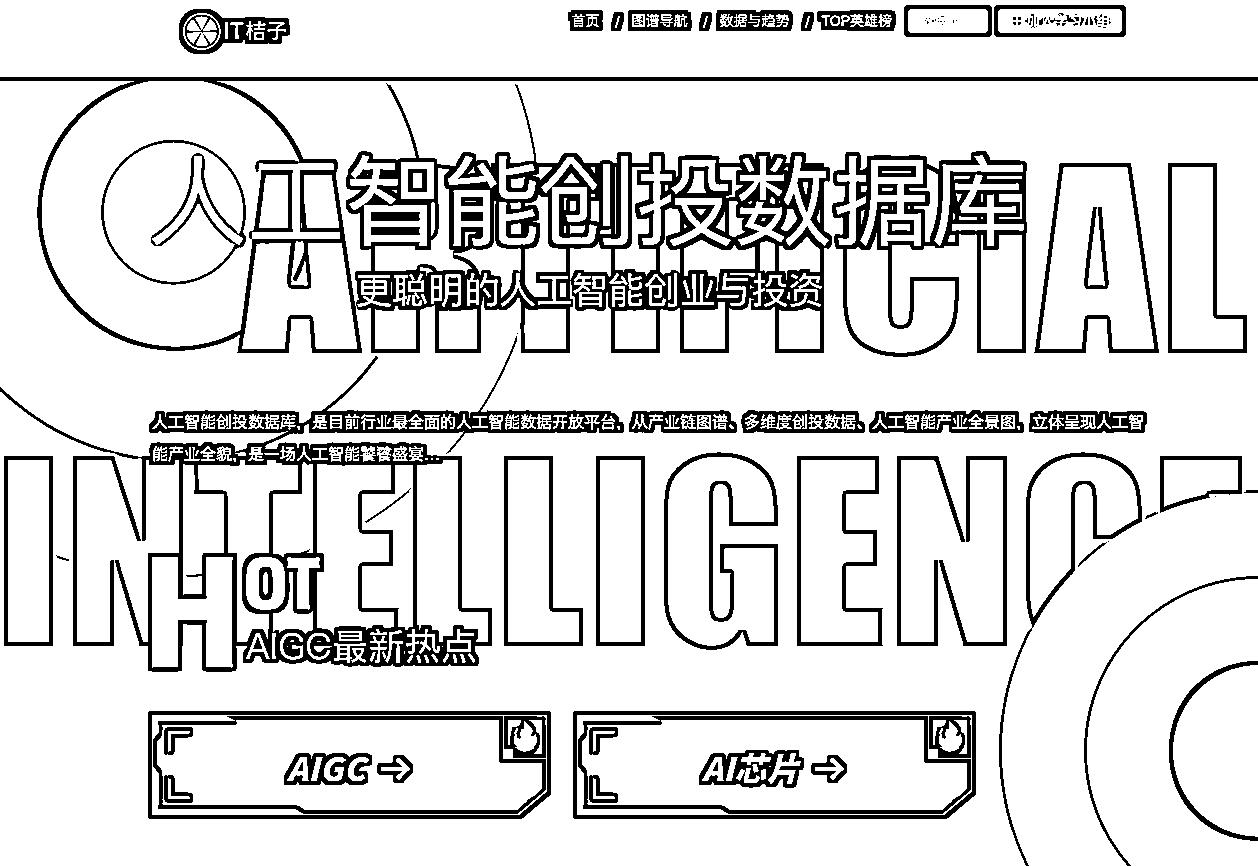 IT桔子
首页 / 图谱导航 / 数据与趋势 / TOP英雄榜
ARTIFICIAL
人工智能创投数据库
更聪明的人工智能创业与投资
人工智能创投数据库，是目前行业最全面的人工智能数据开放平台，从产业链图谱、多维度创投数据、人工智能产业全景图，立体呈现人工智
能产业全貌，是一场人工智能饕餮盛宴...
INTELLIGENCE
HOT
AIGC最新热点
AIGC →
AI芯片 →